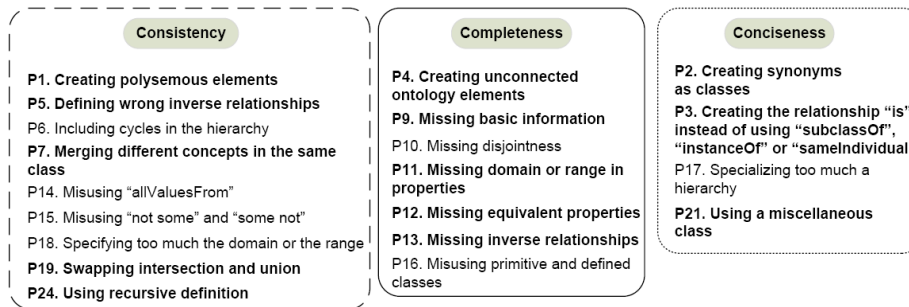 Consistency
P1. Creating polysemous elements
P5. Defining wrong inverse relationships
P6. Including cycles in the hierarchy
P7. Merging different concepts in the same
class
P14. Misusing “allValuesFrom”
P15. Misusing “not some” and “some not”
P18. Specifying too much the domain or the range
P19. Swapping intersection and union
P24. Using recursive definition
Completeness
P4. Creating unconnected
ontology elements
P9. Missing basic information
P10. Missing disjointness
P11. Missing domain or range in
properties
P12. Missing equivalent properties
P13. Missing inverse relationships
P16. Misusing primitive and defined
classes
Conciseness
P2. Creating synonyms
as classes
P3. Creating the relationship “is”
instead of using “subclassOf”,
“instanceOf” or “sameIndividual
P17. Specializing too much a
hierarchy
P21. Using a miscellaneous
class